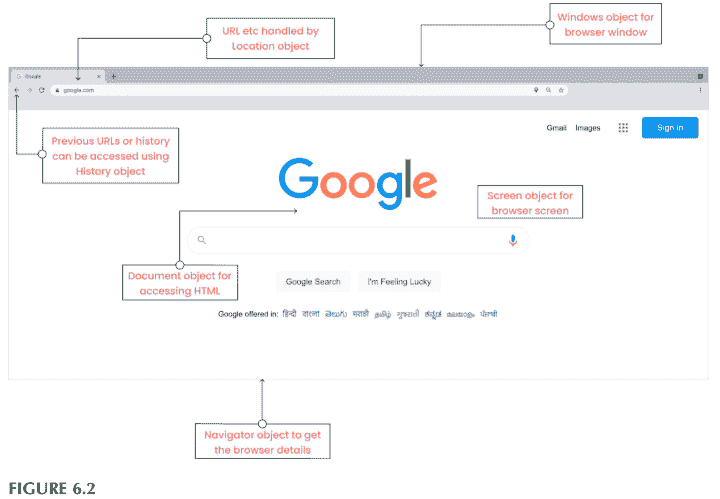 URL etc handled by
Location object
Windows object for
browser window
Google
google.com
Previous URLs or history
can be accessed using
History object
Gmail Images
Sign in
Google
Screen object for
browser screen
Document object for
accessing HTML
Google Search I'm Feeling Lucky
Google offered in: हिन्दी বাংলা తెలుగు मराठी தமிழ் ગુજરાતી ಕನ್ನಡ മലയാളം ਪੰਜਾਬੀ
Navigator object to get
the browser details
FIGURE 6.2